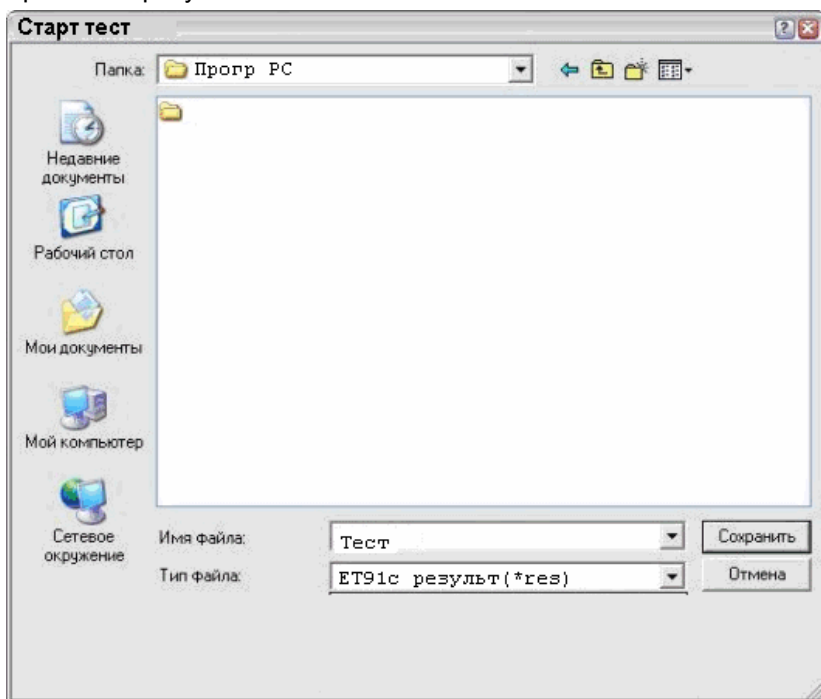 Старт тест
Папка: Прогр РС
Недавние
документы
Рабочий стол
Мои документы
Мой компьютер
Сетевое
окружение
Имя файла: Тест Сохранить
Тип файла: ET91c результ(*res) Отмена